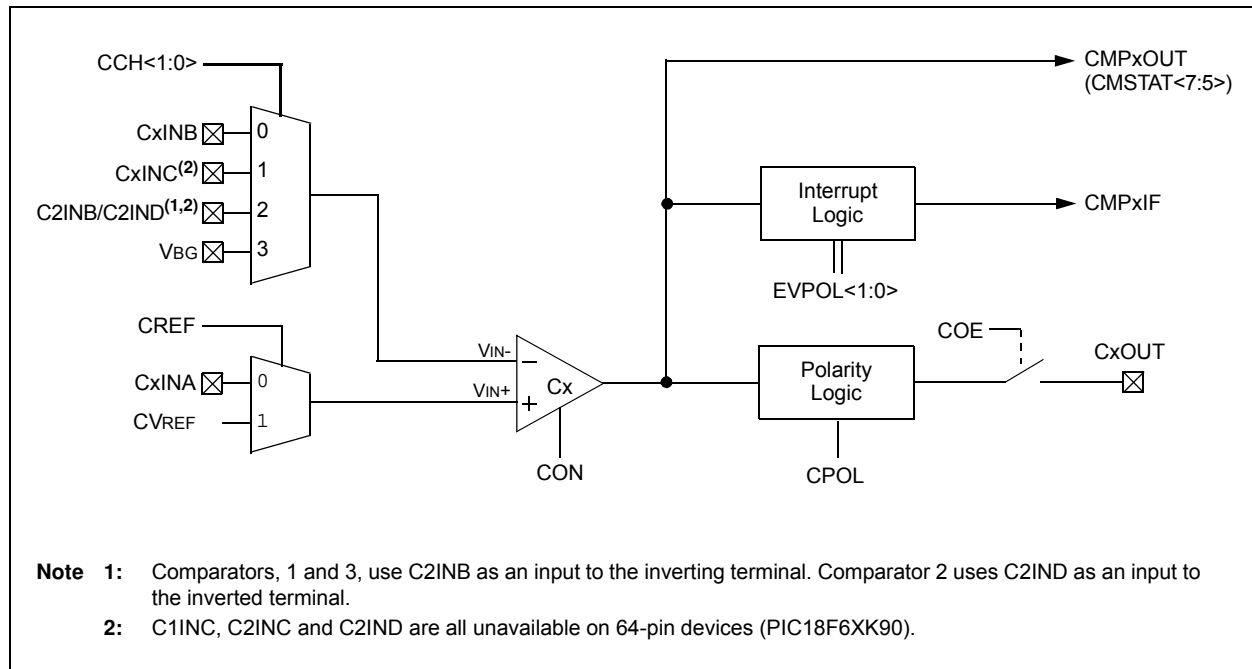 CCH<1:0>
CxINB
0
CxINC(2)
1
C2INB/C2IND(1,2)
2
VBG
3
CMPxOUT
(CMSTAT<7:5>)
Interrupt
Logic
CMPxIF
EVPOL<1:0>
CREF
CxINA
0
CVREF
1
VIN-
–
VIN+
+
Cx
CON
Polarity
Logic
CPOL
COE
CxOUT
Note 1: Comparators, 1 and 3, use C2INB as an input to the inverting terminal. Comparator 2 uses C2IND as an input to
the inverted terminal.
2: C1INC, C2INC and C2IND are all unavailable on 64-pin devices (PIC18F6XK90).